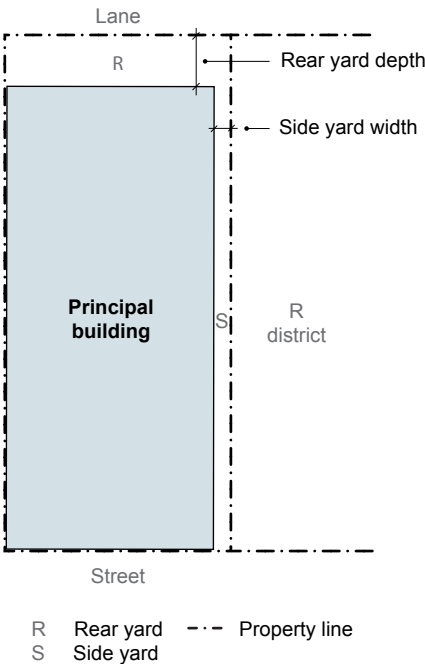 Lane
R
Rear yard depth
Side yard width
Principal
building
S
R
district
Street
R Rear yard Property line
S Side yard